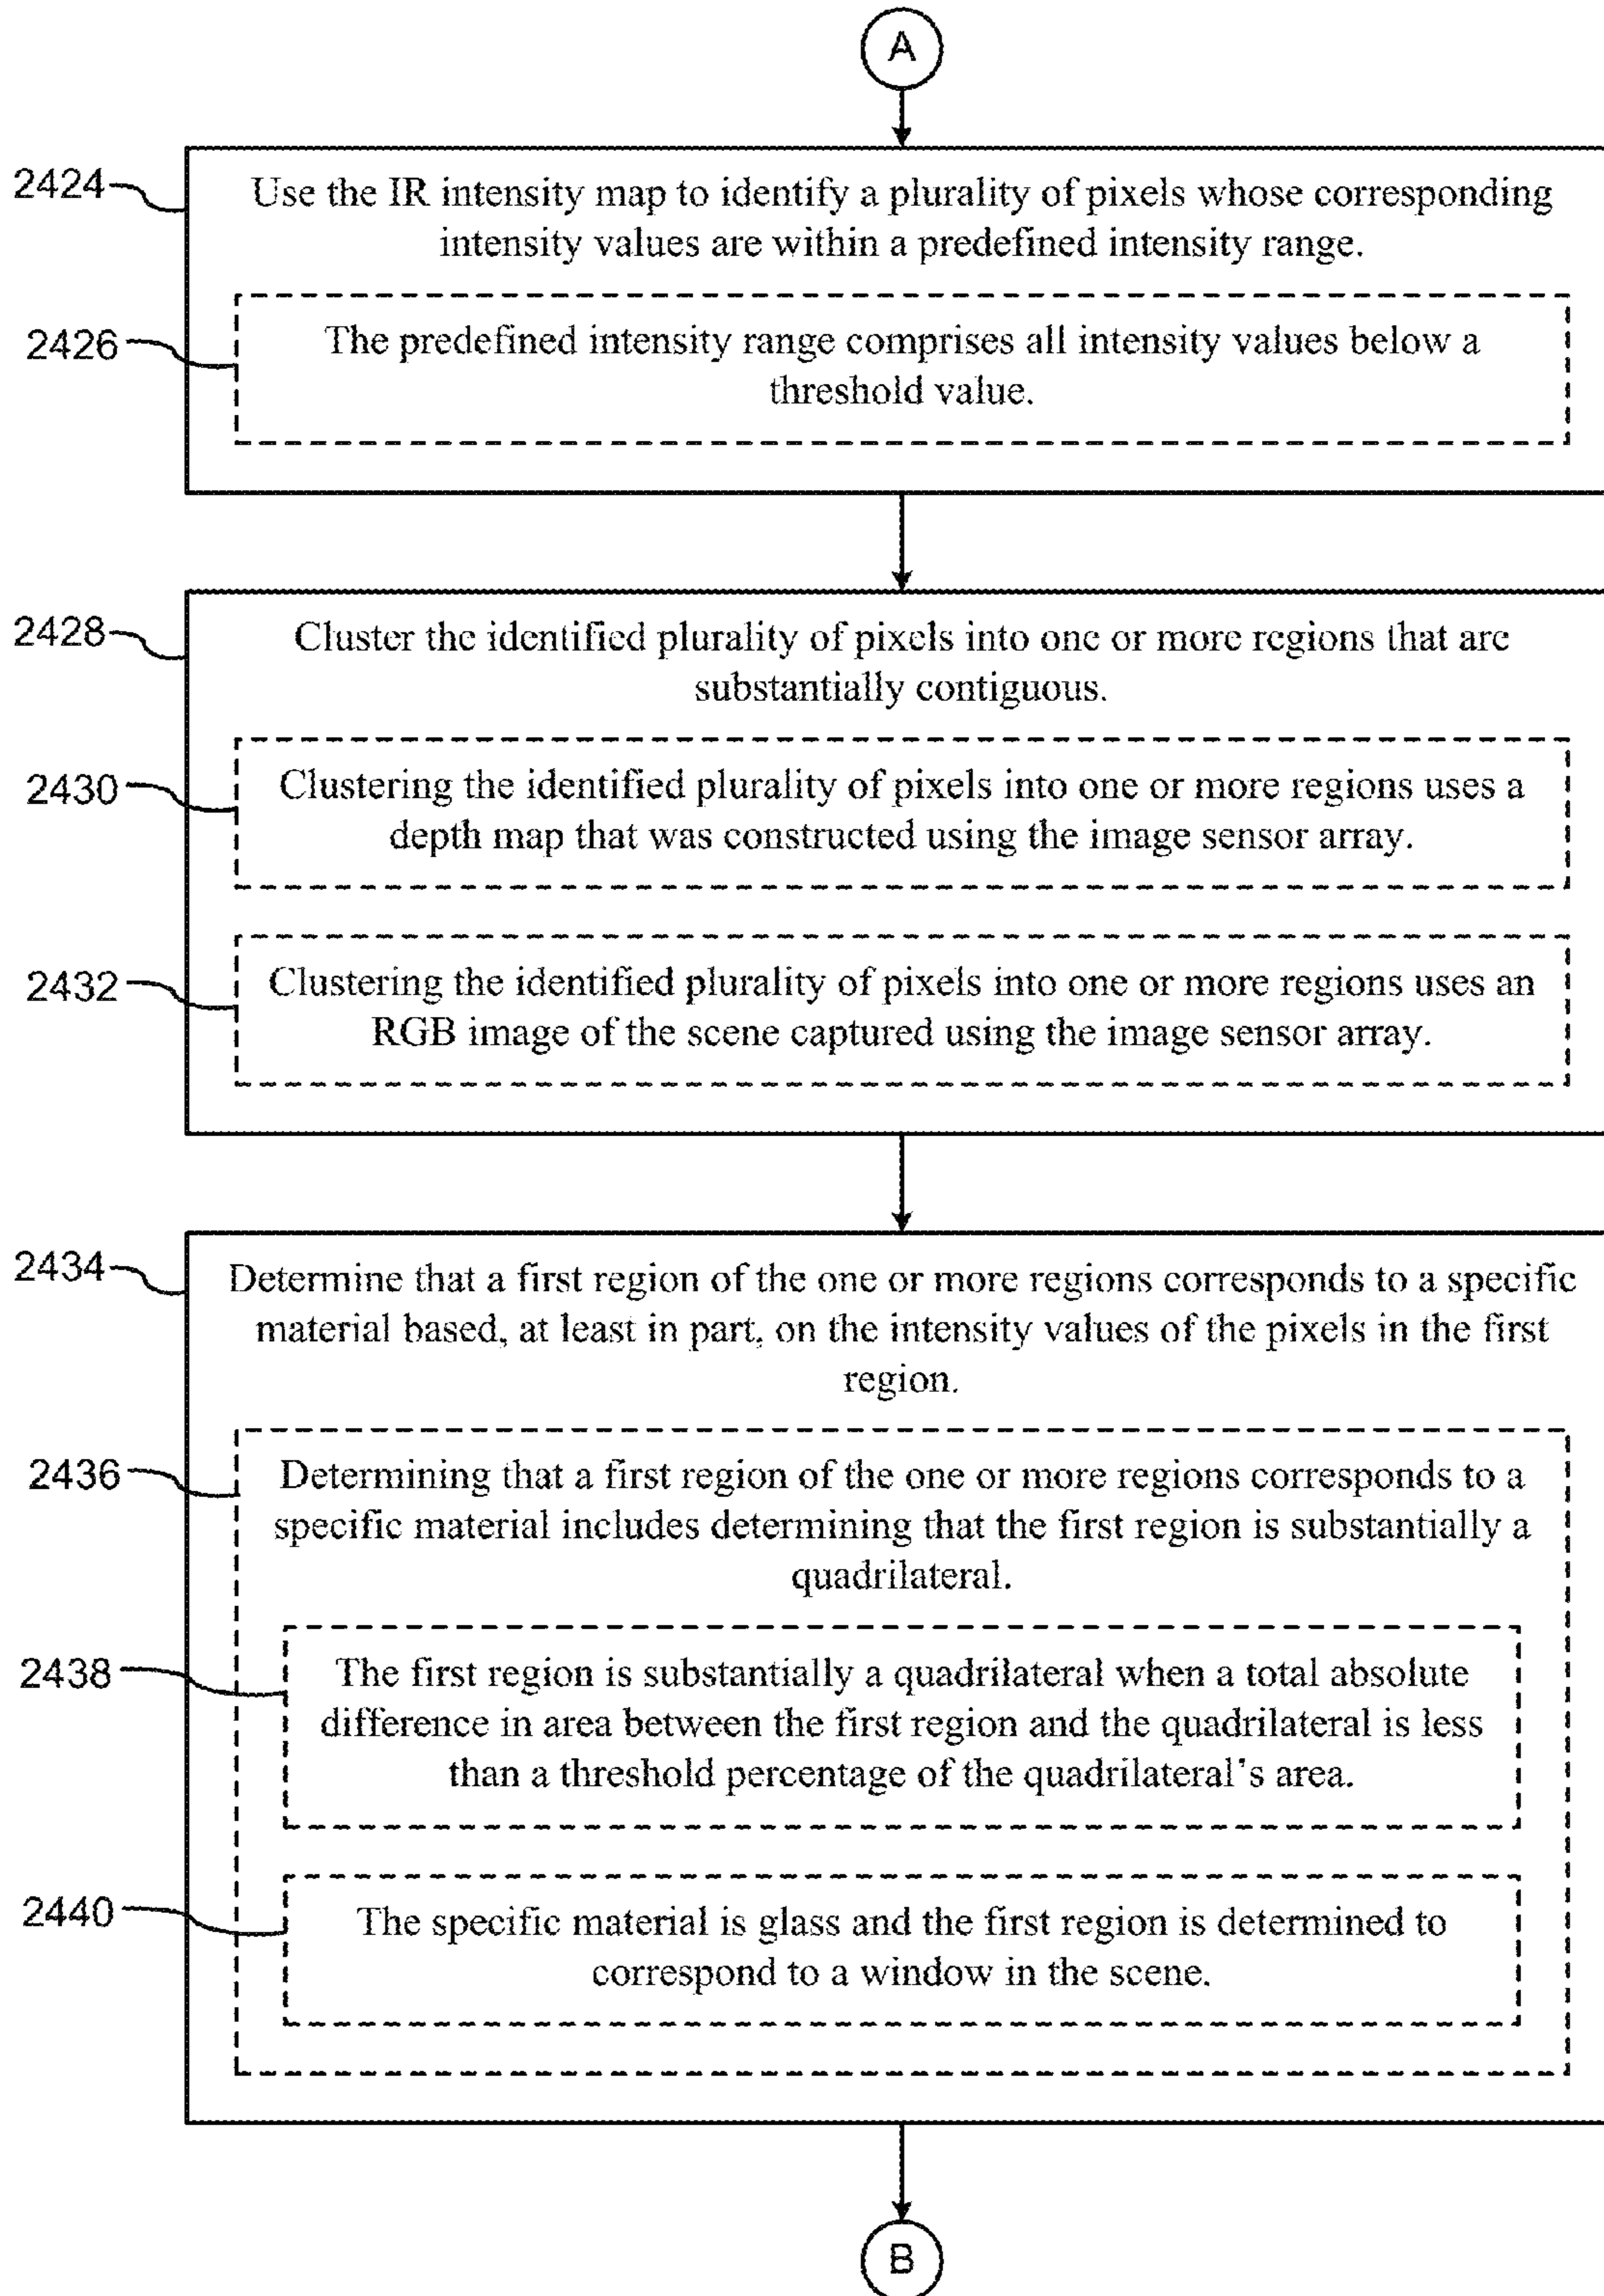 A
2424
Use the IR intensity map to identify a plurality of pixels whose corresponding
intensity values are within a predefined intensity range.
2426
The predefined intensity range comprises all intensity values below a
threshold value.
2428
Cluster the identified plurality of pixels into one or more regions that are
substantially contiguous.
2430
Clustering the identified plurality of pixels into one or more regions uses a
depth map that was constructed using the image sensor array.
2432
Clustering the identified plurality of pixels into one or more regions uses an
RGB image of the scene captured using the image sensor array.
2434
Determine that a first region of the one or more regions corresponds to a specific
material based, at least in part, on the intensity values of the pixels in the first
region.
2436
Determining that a first region of the one or more regions corresponds to a
specific material includes determining that the first region is substantially a
quadrilateral.
2438
The first region is substantially a quadrilateral when a total absolute
difference in area between the first region and the quadrilateral is less
than a threshold percentage of the quadrilateral's area.
2440
The specific material is glass and the first region is determined to
correspond to a window in the scene.
B